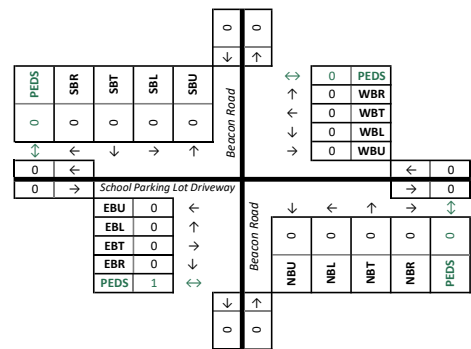 0 0
↓ ↑
PEDS SBR SBT SBL SBU
0 0 0 0 0
↕ ← ↓ → ↑
Beacon Road
↔ 0 PEDS
↑ 0 WBR
← 0 WBT
↓ 0 WBL
→ 0 WBU
0 ←
0 →
← 0
→ 0
School Parking Lot Driveway
EBU 0 ←
EBL 0 ↑
EBT 0 →
EBR 0 ↓
PEDS 1 ↔
Beacon Road
↓ ← ↑ → ↕
0 0 0 0 0
NBU NBL NBT NBR PEDS
↓ ↑
0 0